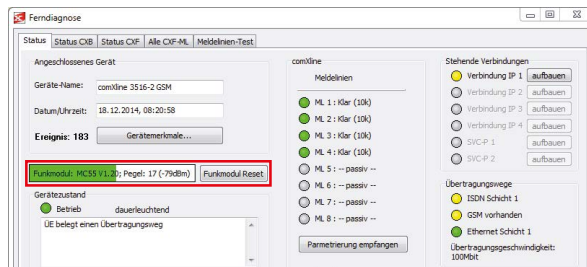 Ferndiagnose
Status Status CXB Status CXF Alle CXF-ML Meldelinien-Test
Angeschlossenes Gerät
Geräte-Name: comXline 3516-2 GSM
Datum/Uhrzeit: 18.12.2014, 08:20:58
Ereignis: 183 Gerätemerkmale...
Funkmodul: MC55 V1.20; Pegel: 17 (-79dBm) Funkmodul Reset
Gerätezustand
Betrieb dauerleuchtend
ÜE belegt einen Übertragungsweg
comXline
Meldelinien
ML 1 : Klar (10k)
ML 2 : Klar (10k)
ML 3 : Klar (10k)
ML 4 : Klar (10k)
ML 5 : -- passiv --
ML 6 : -- passiv --
ML 7 : -- passiv --
ML 8 : -- passiv --
Parmetrierung empfangen
Stehende Verbindungen
Verbindung IP 1 aufbauen
Verbindung IP 2 aufbauen
Verbindung IP 3 aufbauen
Verbindung IP 4 aufbauen
SVC-P 1 aufbauen
SVC-P 2 aufbauen
Übertragungswege
ISDN Schicht 1
GSM vorhanden
Ethernet Schicht 1
Übertragungsgeschwindigkeit:
100Mbit